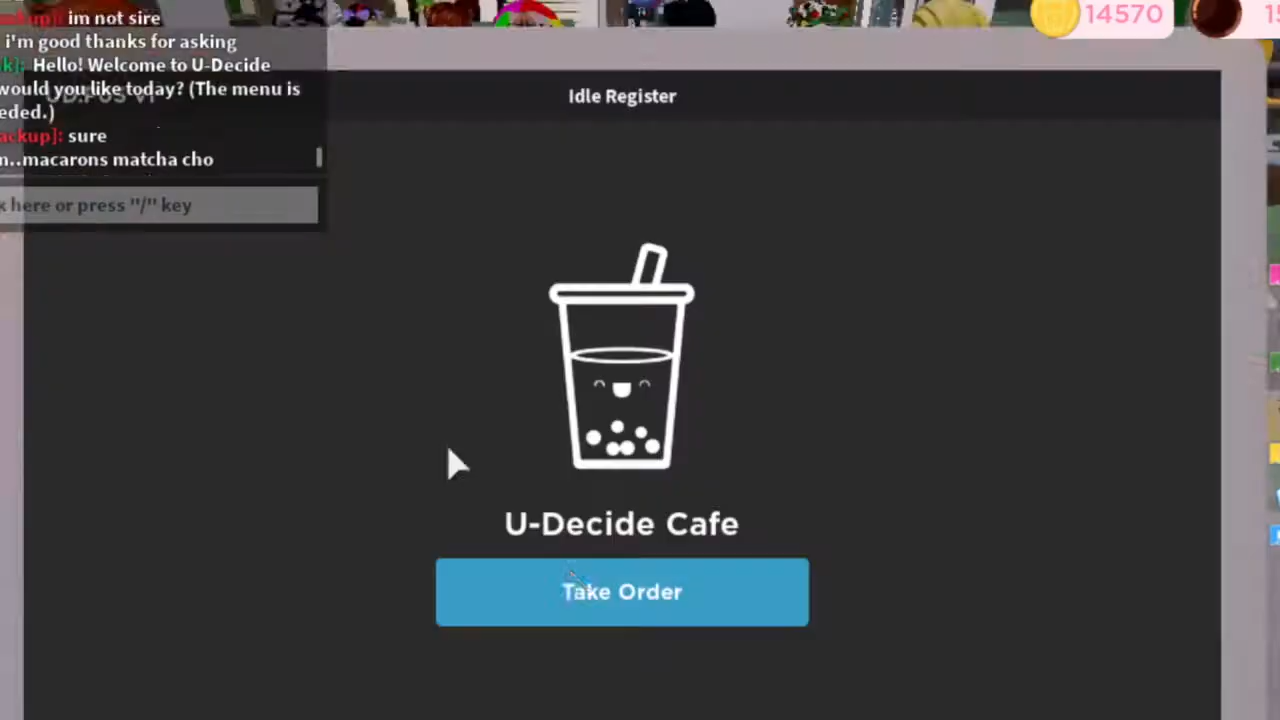 im not sire
i'm good thanks for asking
Hello! Welcome to U-Decide
would you like today? (The menu is
sure
macarons matcha cho
here or press "/" key
14570
Idle Register
U-Decide Cafe
Take Order